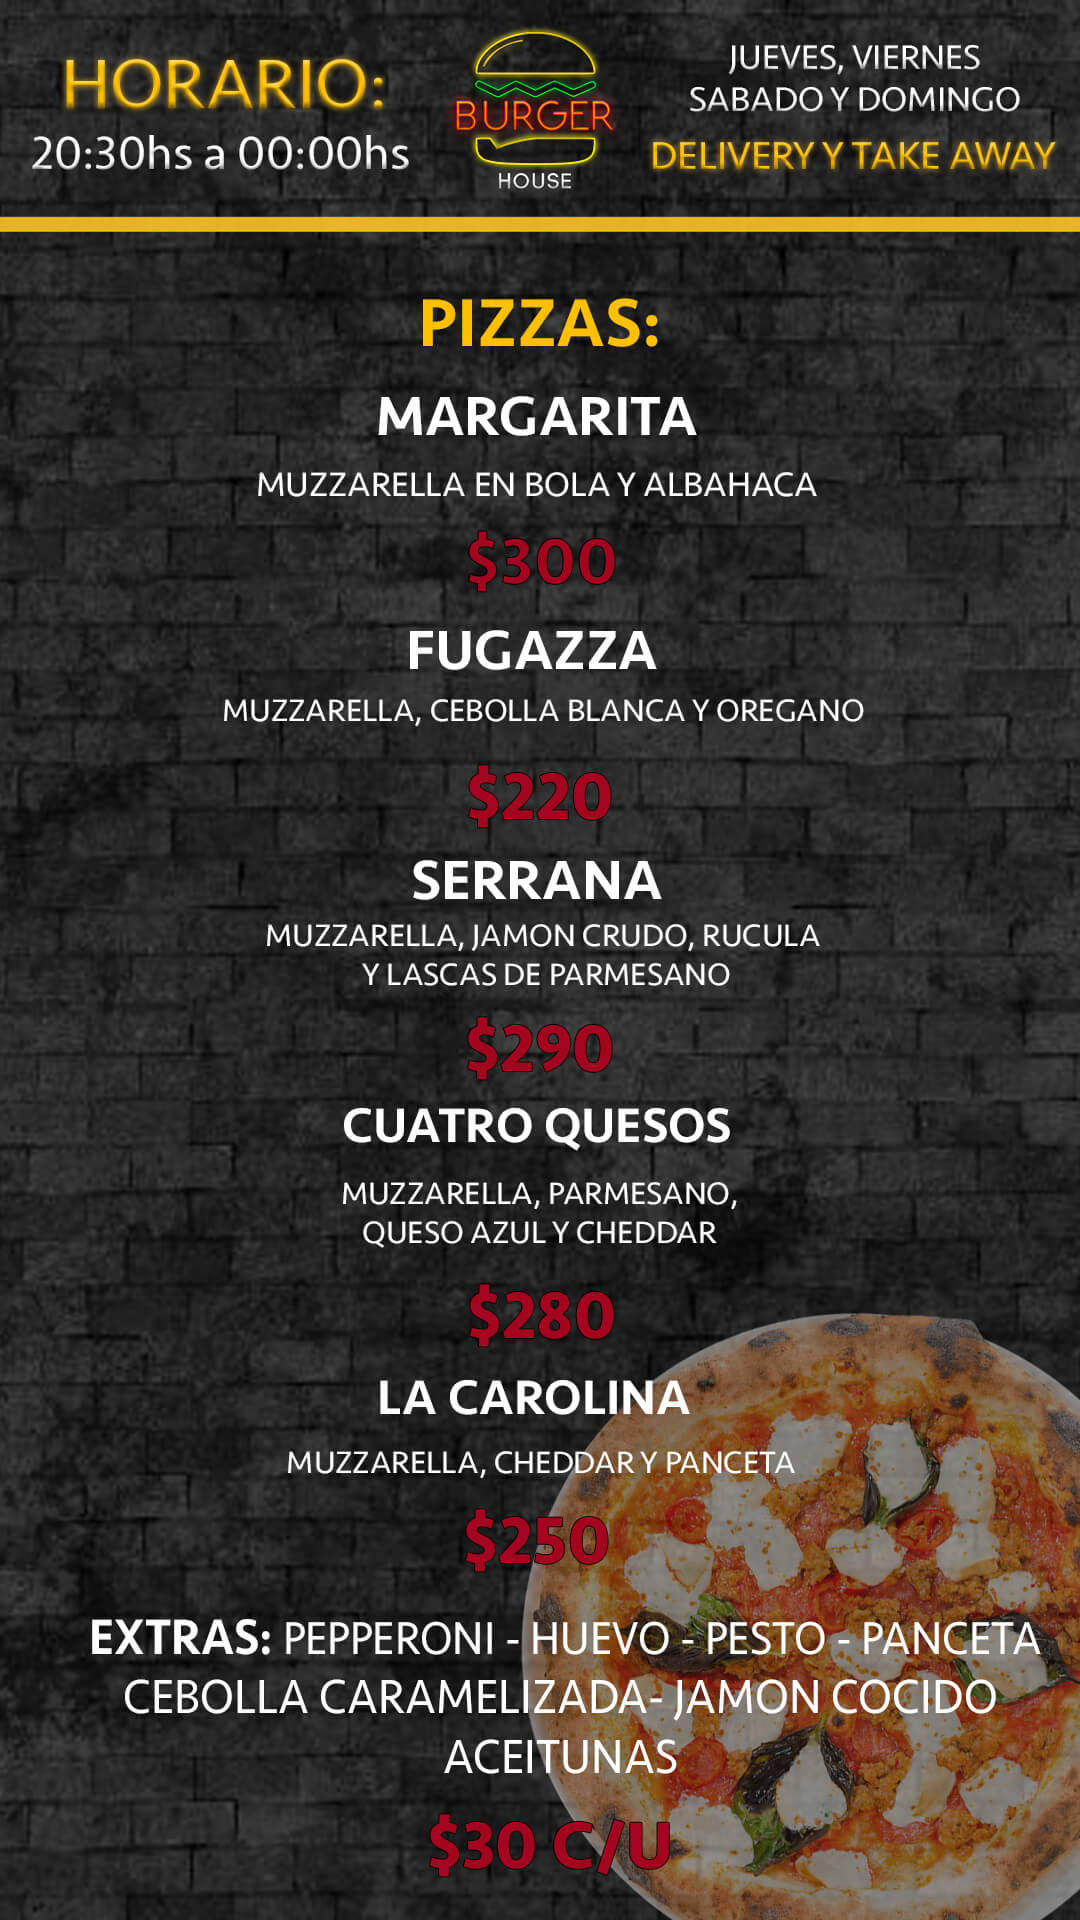 HORARIO:
20:30hs a 00:00hs
BURGER
HOUSE
JUEVES, VIERNES
SABADO Y DOMINGO
DELIVERY Y TAKE AWAY
PIZZAS:
MARGARITA
MUZZARELLA EN BOLA Y ALBAHACA
$300
FUGAZZA
MUZZARELLA, CEBOLLA BLANCA Y OREGANO
$220
SERRANA
MUZZARELLA, JAMON CRUDO, RUCULA
Y LASCAS DE PARMESANO
$290
CUATRO QUESOS
MUZZARELLA, PARMESANO,
QUESO AZUL Y CHEDDAR
$280
LA CAROLINA
MUZZARELLA, CHEDDAR Y PANCETA
$250
EXTRAS: PEPPERONI - HUEVO - PESTO - PANCETA
CEBOLLA CARAMELIZADA- JAMON COCIDO
ACEITUNAS
$30 C/U